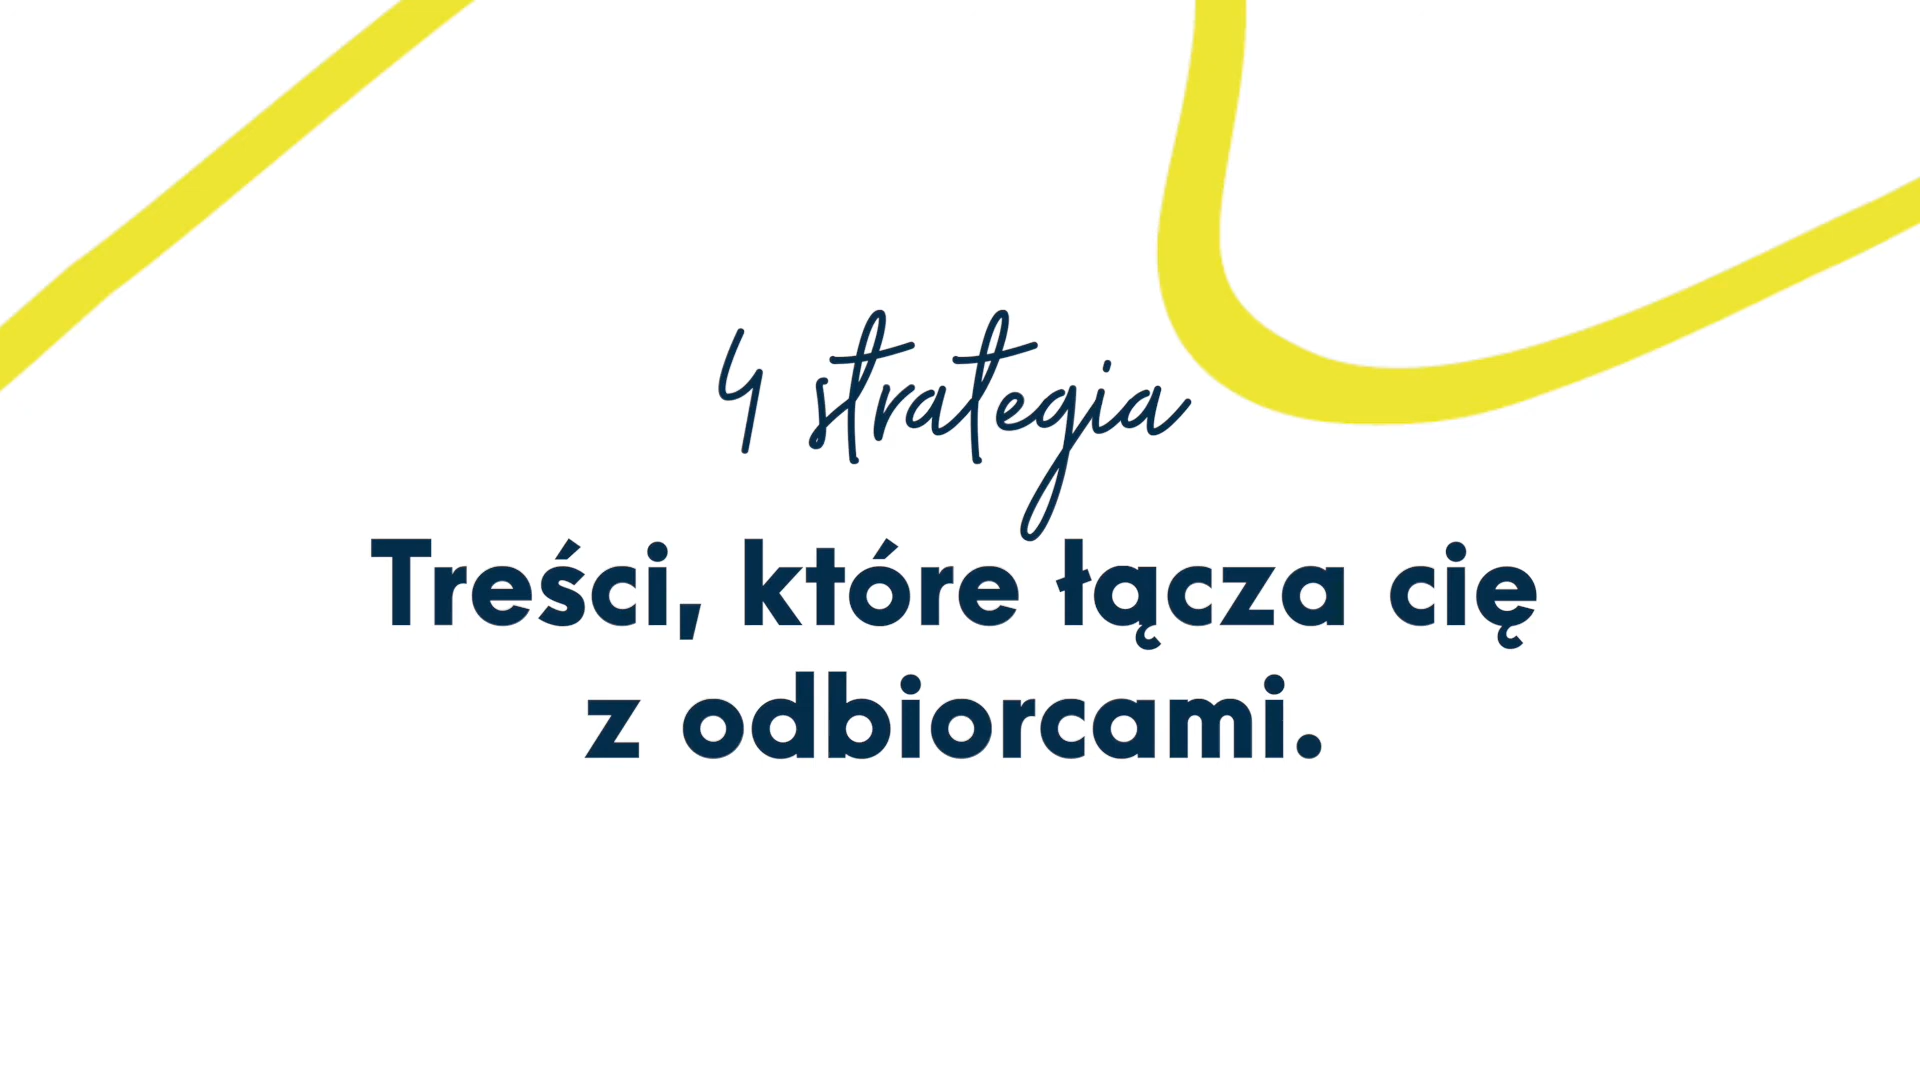 4 strategia
Treści, które łącza cię
z odbiorcami.